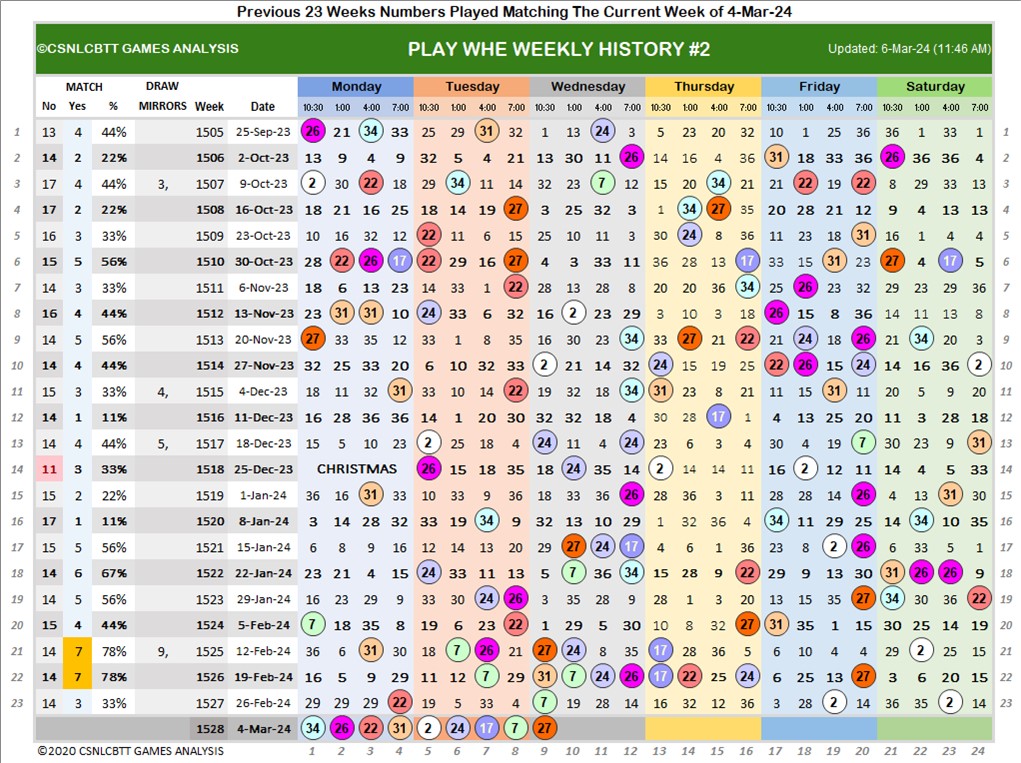 Previous 23 Weeks Numbers Played Matching The Current Week of 4-Mar-24
©CSNLCBTT GAMES ANALYSIS PLAY WHE WEEKLY HISTORY #2 Updated: 6-Mar-24 (11:46 AM)
MATCH DRAW Monday Tuesday Wednesday Thursday Friday Saturday
No Yes % MIRRORS Week Date 10:30 1:00 4:00 7:00 10:30 1:00 4:00 7:00 10:30 1:00 4:00 7:00 10:30 1:00 4:00 7:00 10:30 1:00 4:00 7:00 10:30 1:00 4:00 7:00
1 13 4 44% 1505 25-Sep-23 26 21 34 33 25 29 31 32 1 13 24 3 5 23 20 32 10 1 25 36 36 1 33 1 1
2 14 2 22% 1506 2-Oct-23 13 9 4 9 32 5 4 21 13 30 11 26 14 16 4 36 31 18 33 36 26 36 36 4 2
3 17 4 44% 3, 1507 9-Oct-23 2 30 22 18 29 34 11 14 32 23 7 12 15 20 34 21 21 22 19 22 8 29 33 13 3
4 17 2 22% 1508 16-Oct-23 18 21 16 25 18 14 19 27 3 25 32 3 1 34 27 35 20 28 21 12 9 4 13 13 4
5 16 3 33% 1509 23-Oct-23 10 16 32 12 22 11 6 15 25 10 11 3 30 24 8 36 11 23 18 31 16 1 4 4 5
6 15 5 56% 1510 30-Oct-23 28 22 26 17 22 29 16 27 4 3 33 11 36 28 13 17 33 15 31 23 27 4 17 5 6
7 14 3 33% 1511 6-Nov-23 18 6 13 23 14 33 1 22 9 29 28 8 20 20 36 34 25 26 23 32 29 23 29 36 7
8 16 4 44% 1512 13-Nov-23 23 31 31 10 24 33 6 32 16 2 23 29 3 10 3 18 26 15 8 36 14 11 13 8 8
9 14 5 56% 1513 20-Nov-23 27 33 35 12 33 1 8 35 16 30 23 34 33 27 21 22 21 24 18 26 21 34 20 3 9
10 14 4 44% 1514 27-Nov-23 32 25 33 20 6 10 32 33 2 21 14 32 24 15 19 25 22 26 15 24 14 16 36 2 10
11 15 3 33% 4, 1515 4-Dec-23 18 11 32 31 33 10 14 22 19 32 18 34 31 23 8 21 11 15 31 11 20 5 9 20 11
12 14 1 11% 1516 11-Dec-23 16 28 36 36 14 1 20 30 32 32 18 4 30 28 17 1 4 13 25 20 11 3 28 18 12
13 14 4 44% 5, 1517 18-Dec-23 15 5 10 23 2 25 18 4 24 11 4 24 23 6 3 4 30 4 19 7 30 23 9 31 13
14 11 3 33% 1518 25-Dec-23 CHRISTMAS 26 15 18 35 18 24 35 14 2 14 14 11 16 2 12 11 14 4 5 33 14
15 15 2 22% 1519 1-Jan-24 36 16 31 33 10 33 9 36 18 33 36 26 28 36 3 11 28 28 14 26 4 13 31 30 15
16 17 1 11% 1520 8-Jan-24 3 14 28 32 33 19 34 9 32 13 10 29 1 32 36 4 34 11 29 25 14 34 10 35 16
17 15 5 56% 1521 15-Jan-24 6 8 9 16 12 14 13 20 29 27 24 17 4 6 1 36 23 8 2 26 6 33 5 1 17
18 14 6 67% 1522 22-Jan-24 23 21 4 15 24 33 11 13 5 7 36 34 15 28 9 22 29 9 13 30 31 26 26 9 18
19 14 5 56% 1523 29-Jan-24 16 23 29 9 33 30 24 26 3 35 28 9 28 1 3 20 13 15 35 27 34 30 36 22 19
20 15 4 44% 1524 5-Feb-24 7 18 35 8 19 6 23 22 1 29 5 30 10 8 32 27 31 35 1 15 30 25 14 19 20
21 14 7 78% 9, 1525 12-Feb-24 36 6 31 30 18 7 26 21 27 24 8 35 17 28 36 5 6 10 4 4 29 2 25 15 21
22 14 7 78% 1526 19-Feb-24 16 5 9 29 11 12 7 29 31 7 24 26 17 22 25 24 6 25 13 27 3 6 20 15 22
23 14 3 33% 1527 26-Feb-24 29 29 23 22 19 5 33 4 7 19 28 14 16 32 12 36 3 28 2 14 36 35 2 14 23
1528 4-Mar-24 34 26 22 31 2 24 17 7 27
©2020 CSNLCBTT GAMES ANALYSIS 1 2 3 4 5 6 7 8 9 10 11 12 13 14 15 16 17 18 19 20 21 22 23 24